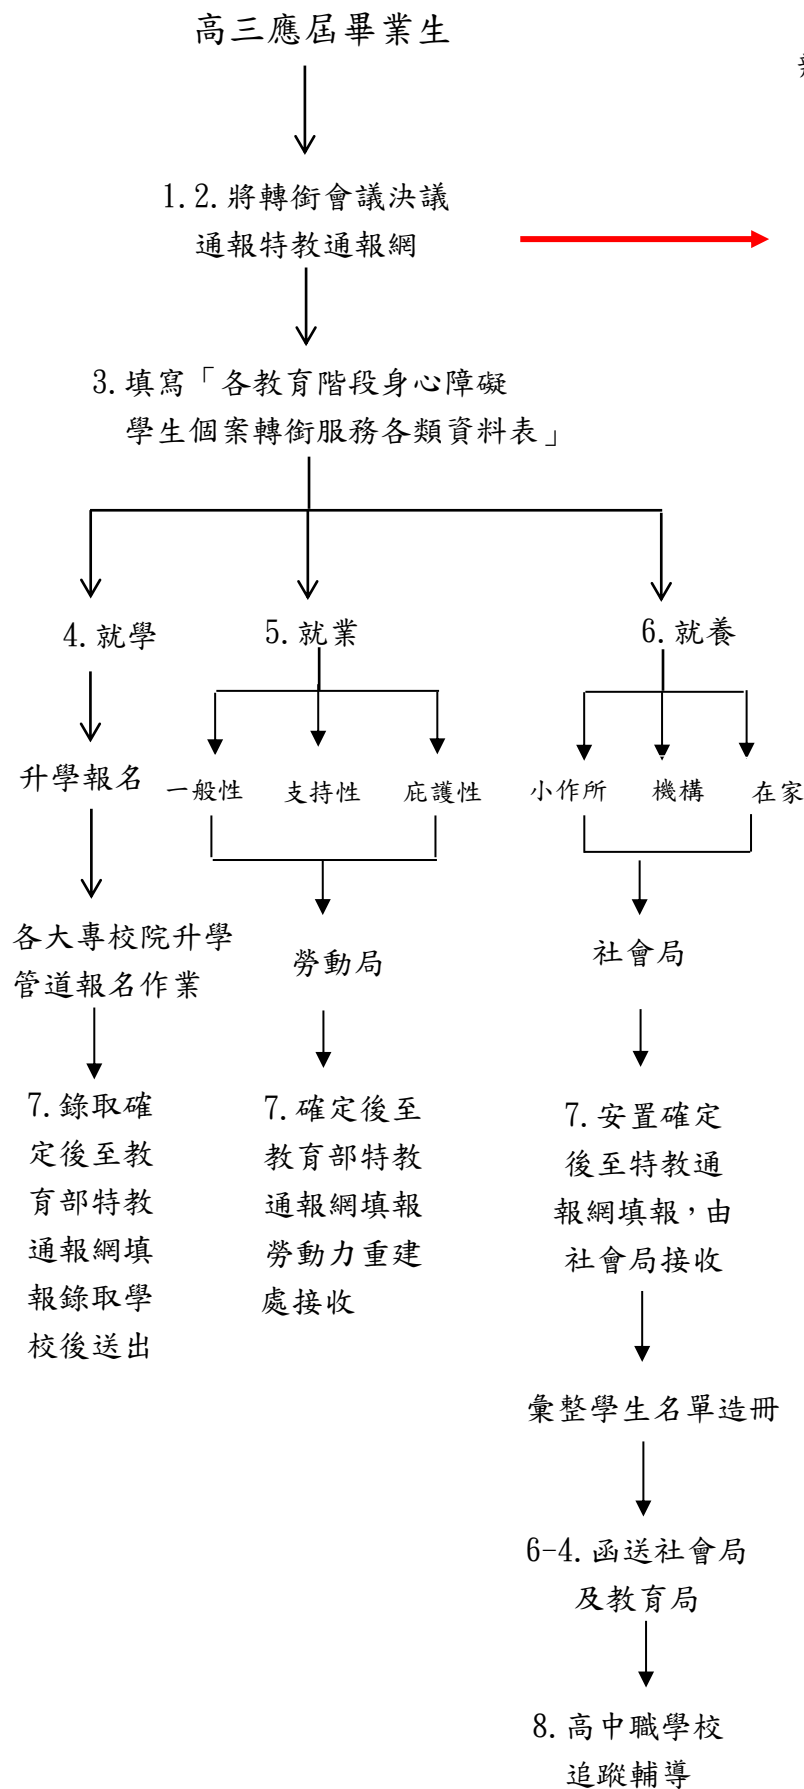 高三應屆畢業生
1.2.將轉銜會議決議
通報特教通報網
3.填寫「各教育階段身心障礙
學生個案轉銜服務各類資料表」
4.就學
5.就業
6.就養
升學報名
一般性
支持性
庇護性
小作所
機構
在家
各大專校院升學
管道報名作業
勞動局
社會局
7.錄取確
定後至教
育部特教
通報網填
報錄取學
校後送出
7.確定後至
教育部特教
通報網填報
勞動力重建
處接收
7.安置確定
後至特教通
報網填報，由
社會局接收
彙整學生名單造冊
6-4.函送社會局
及教育局
8.高中職學校
追蹤輔導